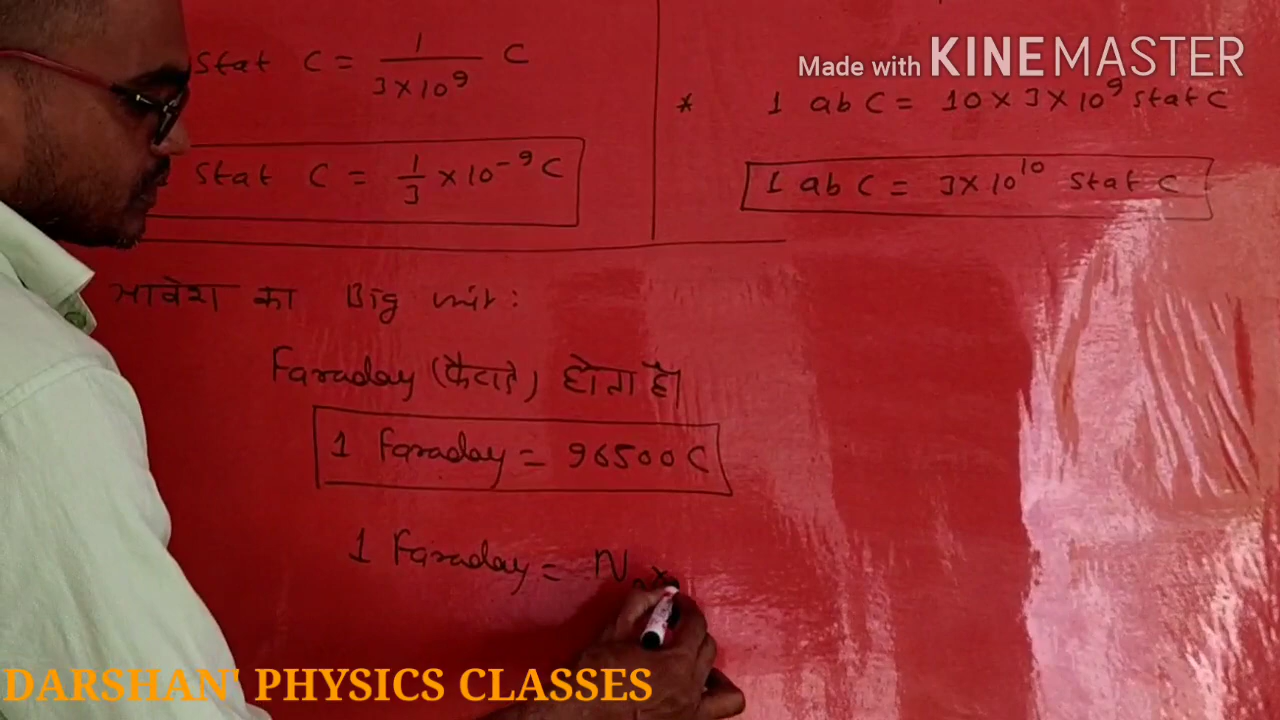 Stat C = 1/3×10⁹ C
Stat C = 1/3 × 10⁻⁹ C
Made with KINEMASTER
* 1 ab C = 10 × 3 × 10⁹ Stat C
1 ab C = 3×10¹⁰ Stat C
आवेश का Big unit:
Faraday (फैराडे) होता है।
1 Faraday = 96500 C
1 Faraday = N
DARSHAN' PHYSICS CLASSES